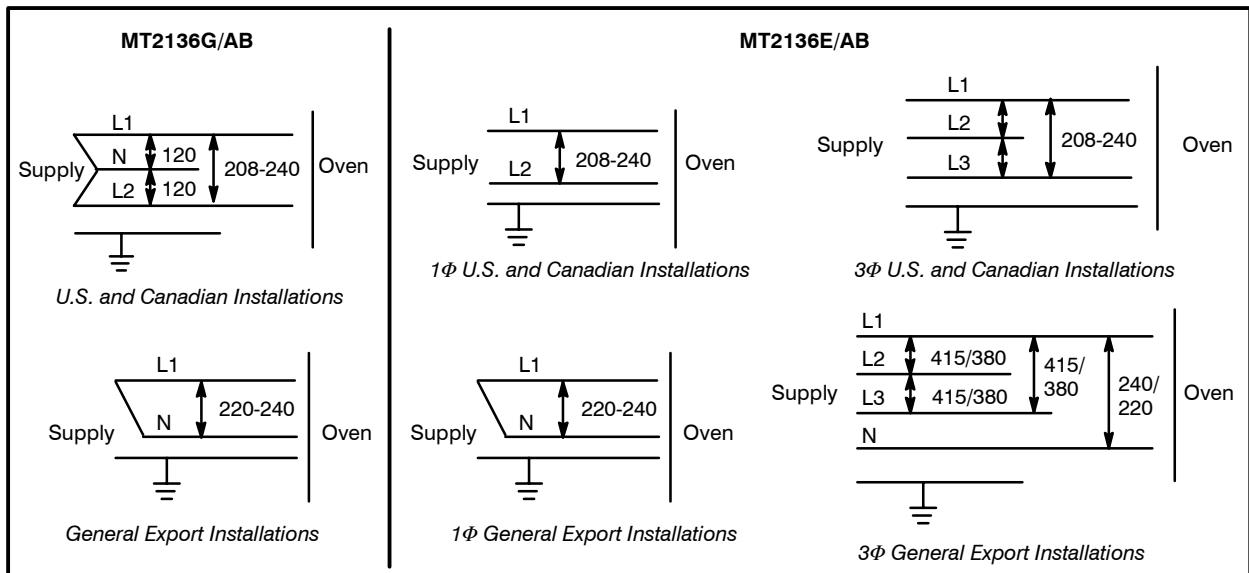 MT2136G/AB
L1
N 120
Supply 208-240 Oven
L2 120
U.S. and Canadian Installations
L1
220-240
N
Supply Oven
General Export Installations
MT2136E/AB
L1
208-240
Supply Oven
L2
1Φ U.S. and Canadian Installations
L1
L2
208-240
Supply Oven
L3
3Φ U.S. and Canadian Installations
L1
220-240
N
Supply Oven
1Φ General Export Installations
L1
L2 415/380
415/
380
240/
220
Supply Oven
L3 415/380
N
3Φ General Export Installations